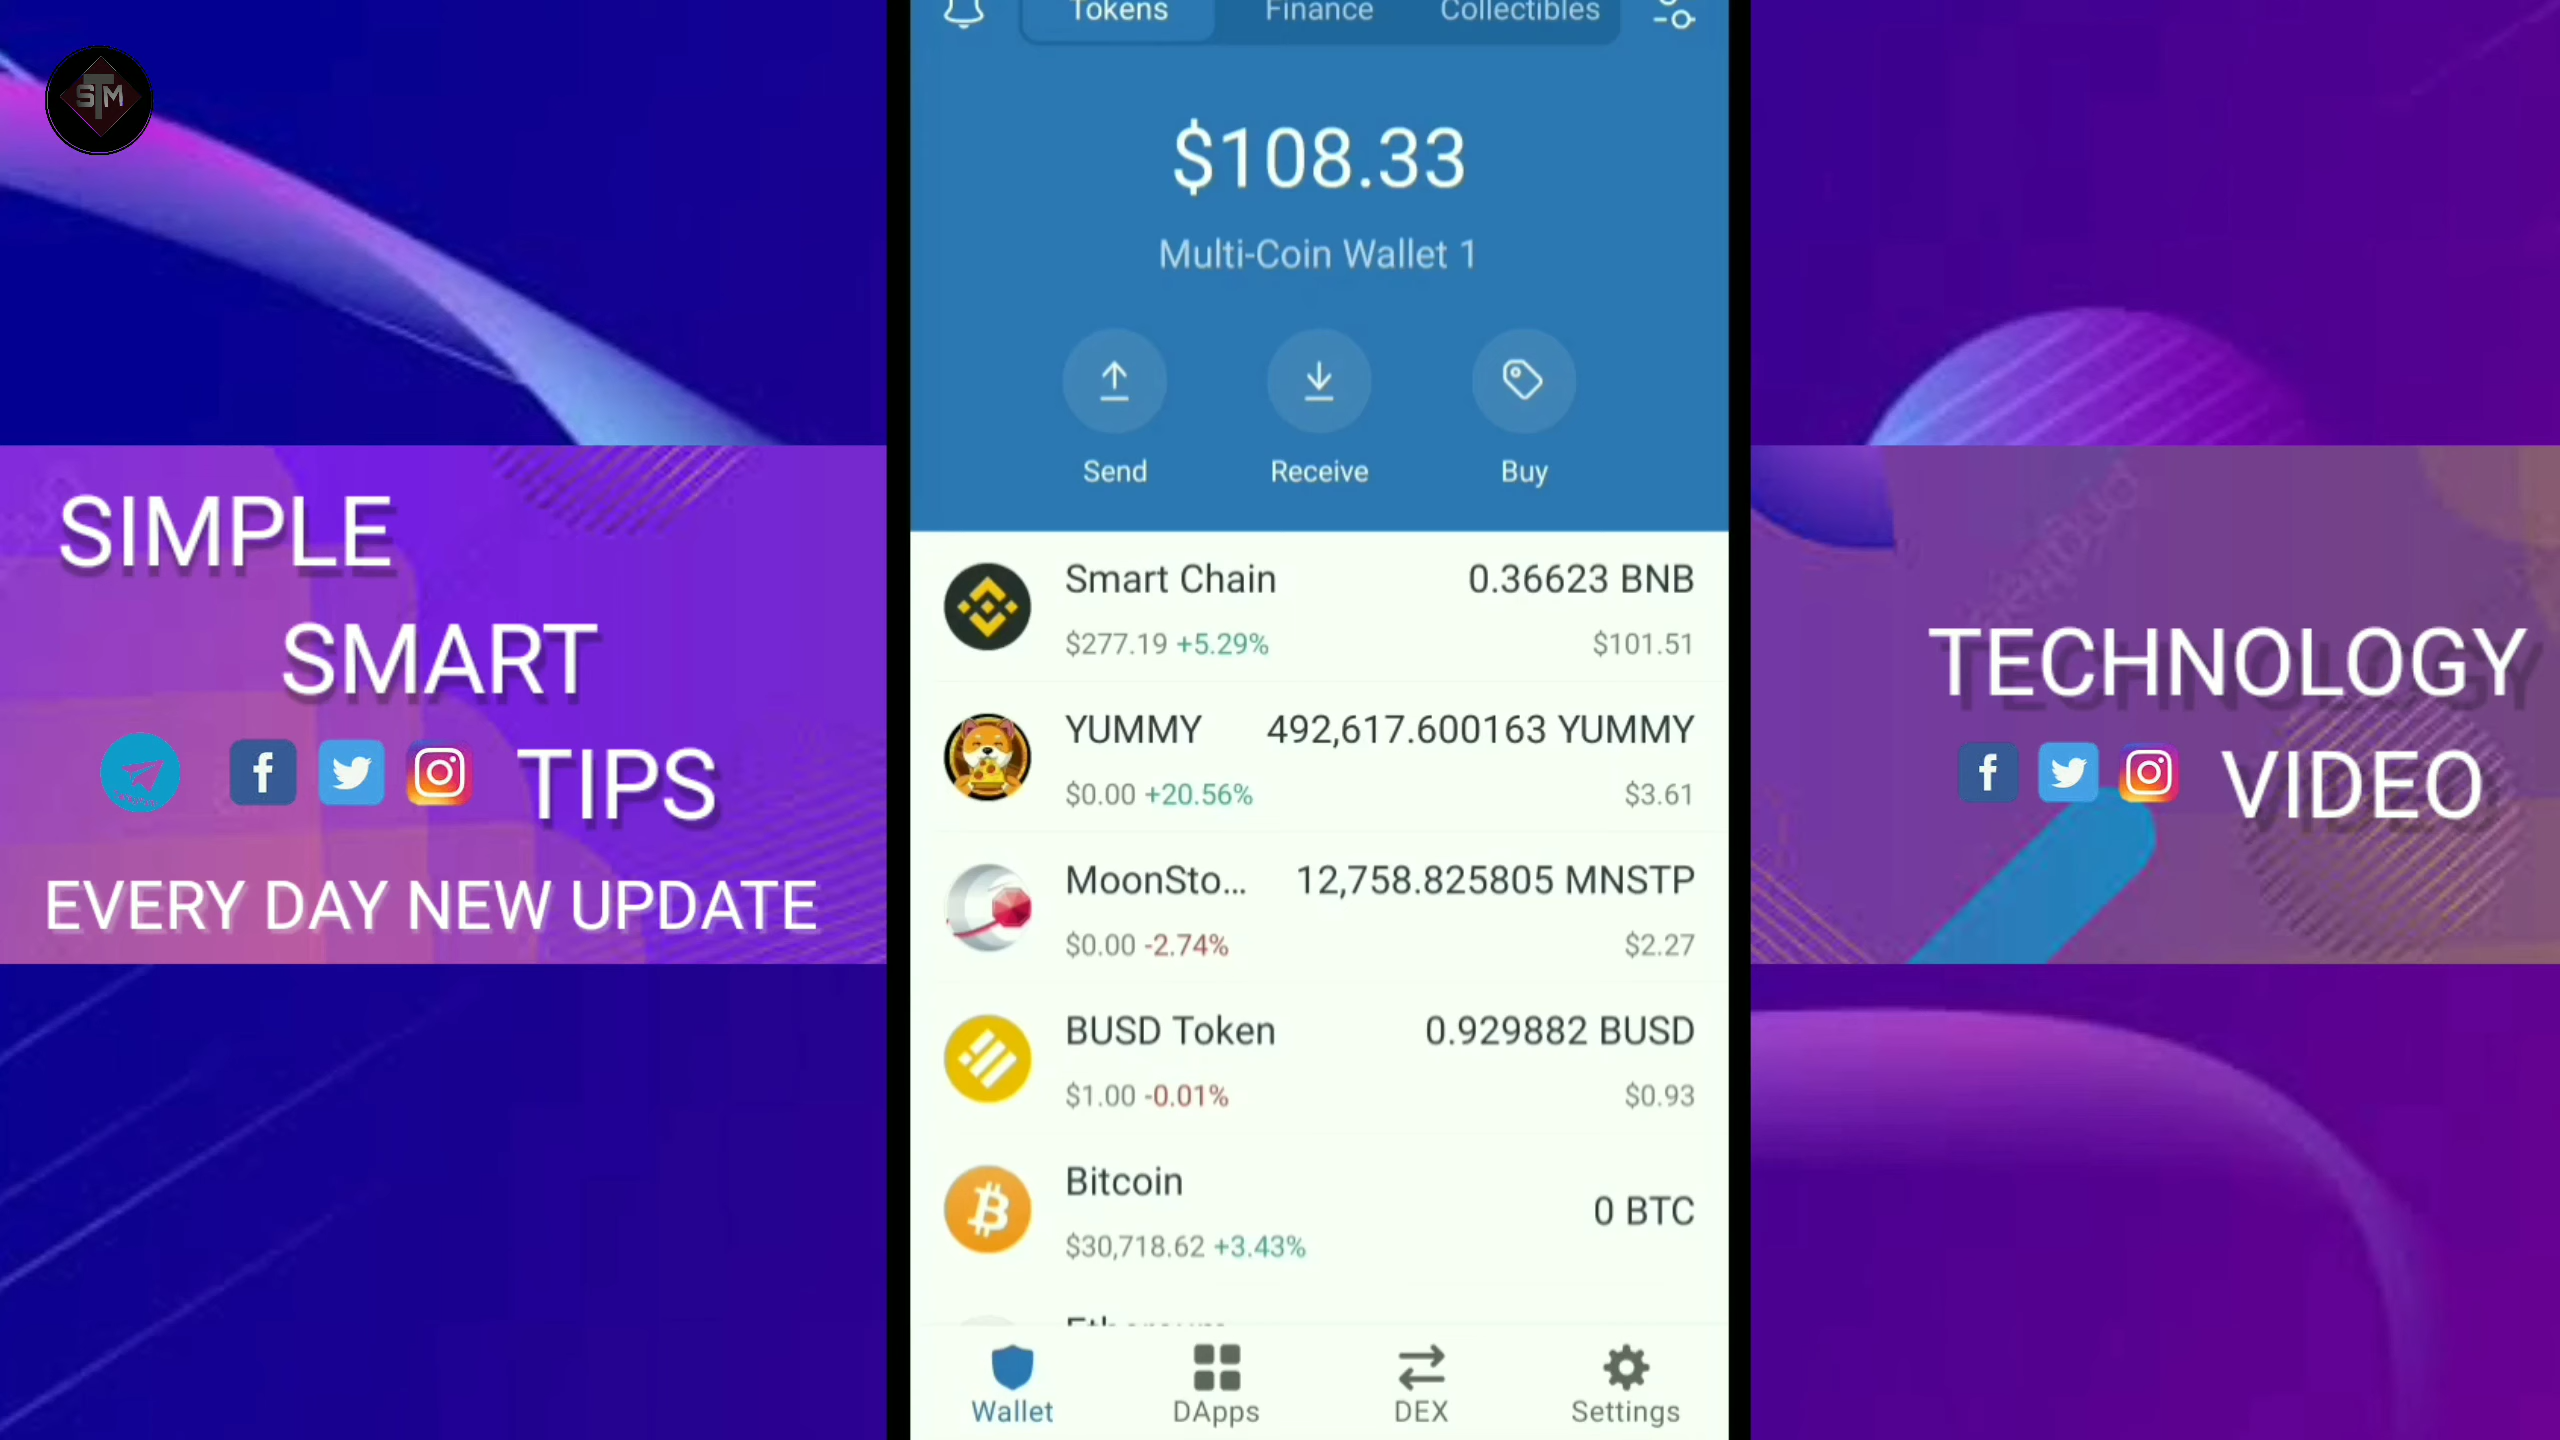 STM
Tokens Finance Collectibles
$108.33
Multi-Coin Wallet 1
Send Receive Buy
SIMPLE
SMART
TIPS
EVERY DAY NEW UPDATE
TECHNOLOGY
VIDEO
Smart Chain 0.36623 BNB
$277.19 +5.29% $101.51
YUMMY 492,617.600163 YUMMY
$0.00 +20.56% $3.61
MoonSto... 12,758.825805 MNSTP
$0.00 -2.74% $2.27
BUSD Token 0.929882 BUSD
$1.00 -0.01% $0.93
Bitcoin 0 BTC
$30,718.62 +3.43%
Wallet DApps DEX Settings